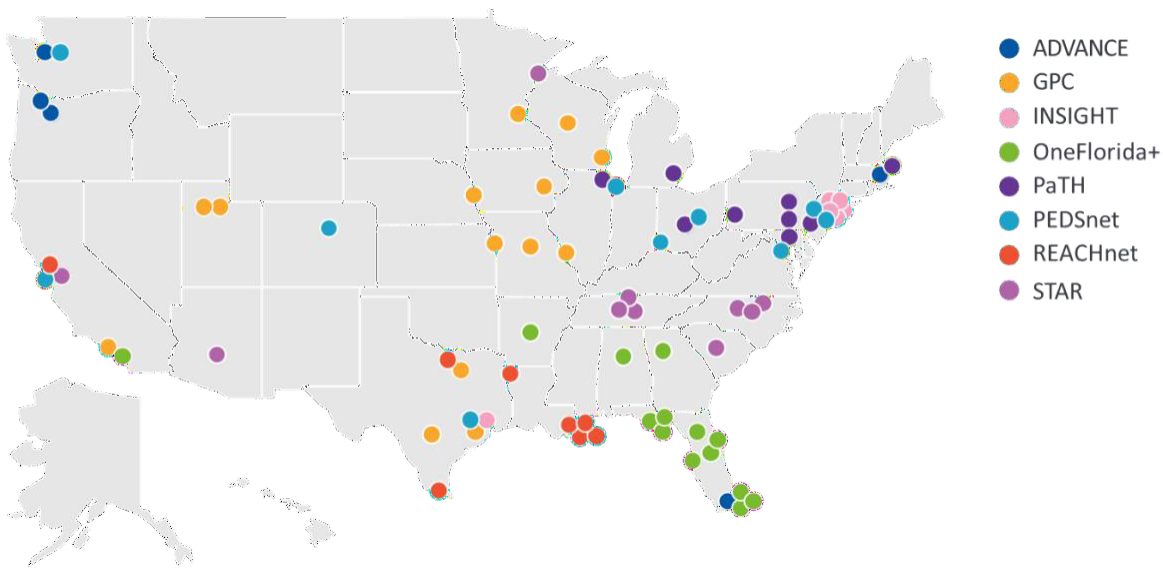 ADVANCE
GPC
INSIGHT
OneFlorida+
PaTH
PEDSnet
REACHnet
STAR